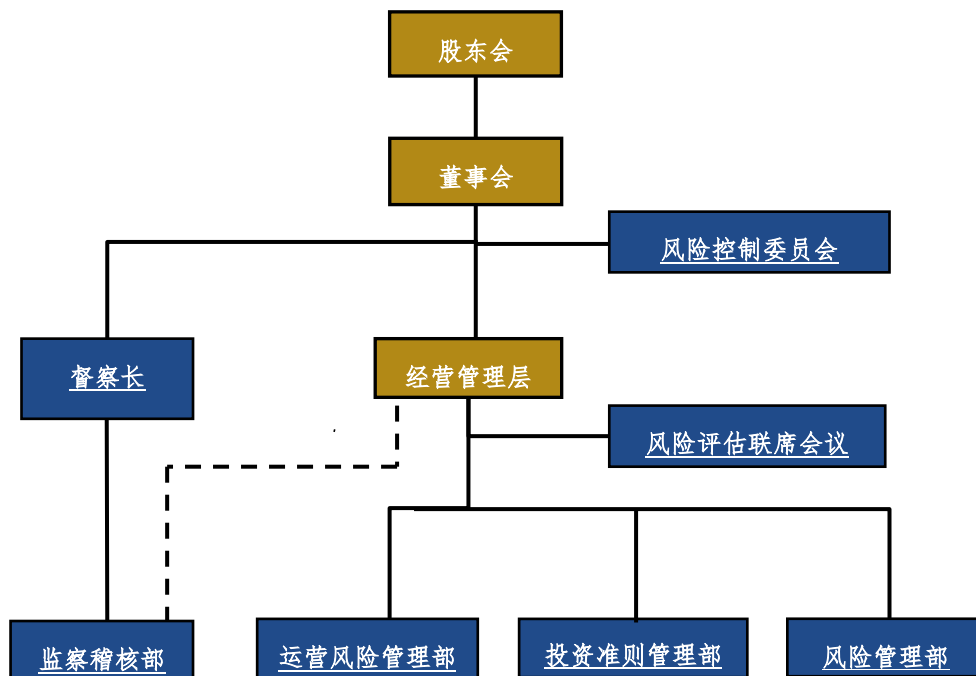 股东会
董事会
风险控制委员会
督察长
经营管理层
风险评估联席会议
监察稽核部
运营风险管理部
投资准则管理部
风险管理部